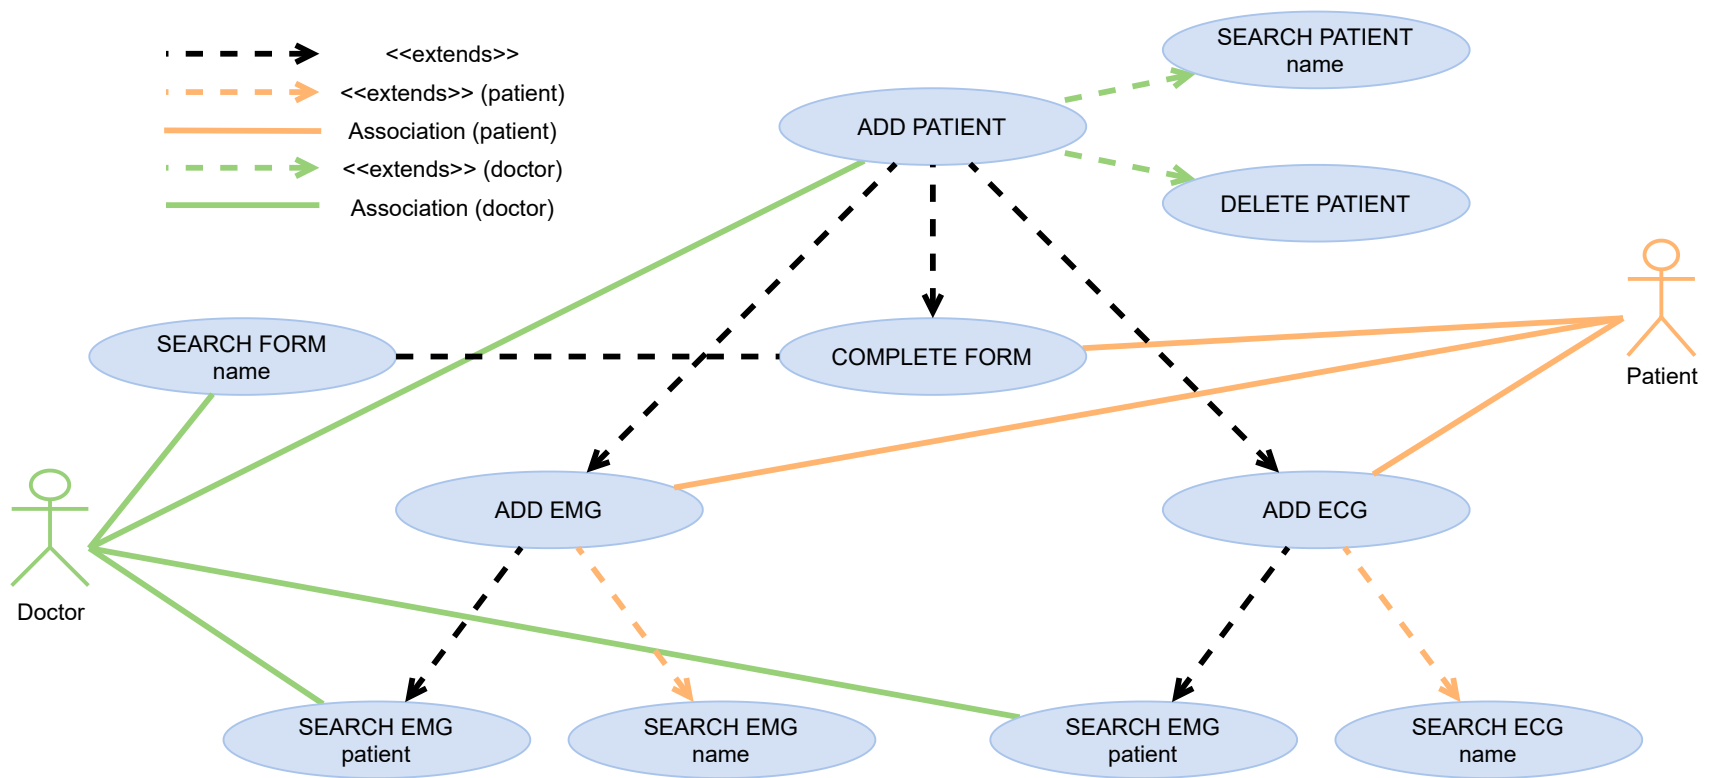 <<extends>>
<<extends>> (patient)
Association (patient)
<<extends>> (doctor)
Association (doctor)
SEARCH PATIENT
name
ADD PATIENT
DELETE PATIENT
SEARCH FORM
name
COMPLETE FORM
Patient
ADD EMG
ADD ECG
Doctor
SEARCH EMG
patient
SEARCH EMG
name
SEARCH EMG
patient
SEARCH ECG
name